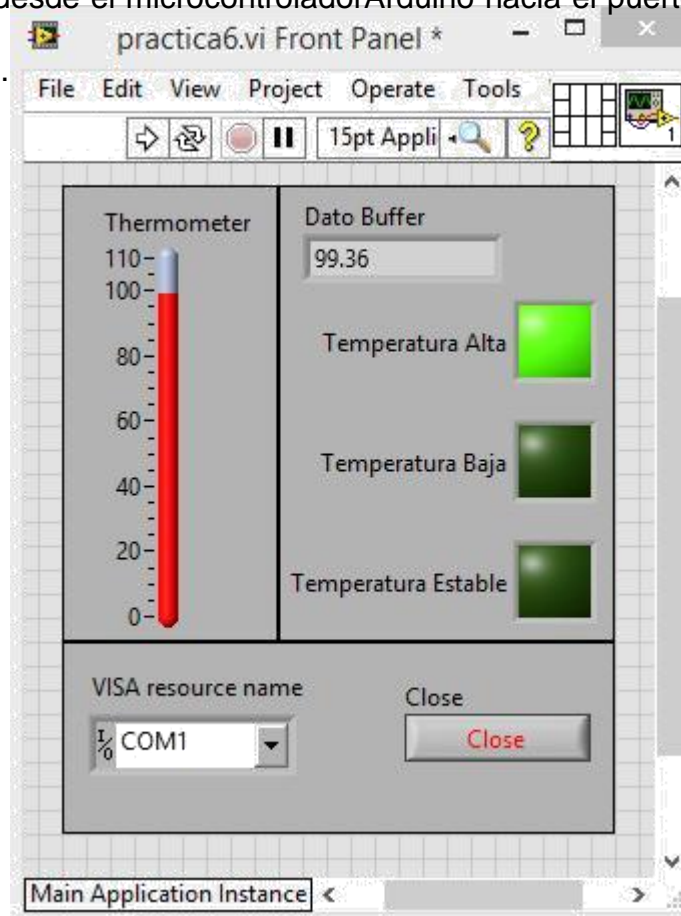 desde el microcontroladorArduino hacia el puert
.
practica6.vi Front Panel *
File Edit View Project Operate Tools
15pt Appli
1
Thermometer
110
100
80
60
40
20
0
Dato Buffer
99.36
Temperatura Alta
Temperatura Baja
Temperatura Estable
VISA resource name
I/O COM1
Close
Close
Main Application Instance